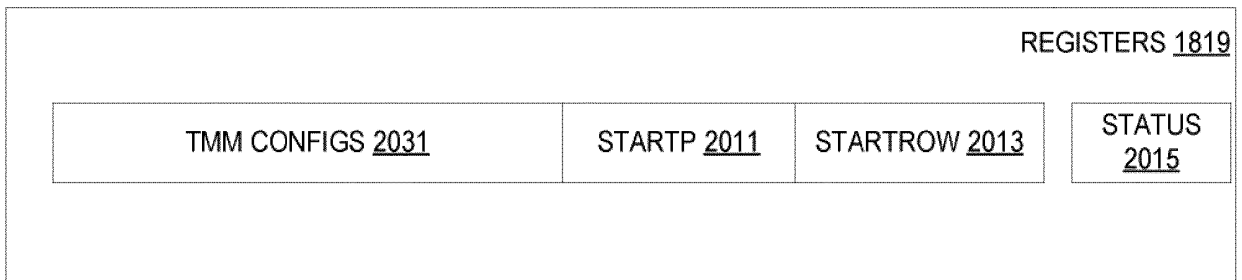 REGISTERS 1819
TMM CONFIGS 2031 STARTP 2011 STARTROW 2013 STATUS
2015